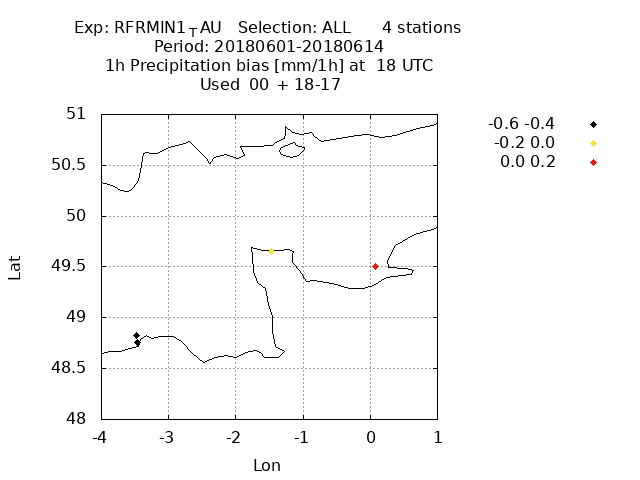 Exp: RFRMIN1_TAU Selection: ALL 4 stations
Period: 20180601-20180614
1h Precipitation bias [mm/1h] at 18 UTC
Used 00 + 18-17
-0.6 -0.4
-0.2 0.0
0.0 0.2
51
50.5
50
49.5
49
48.5
48
Lat
-4 -3 -2 -1 0 1
Lon